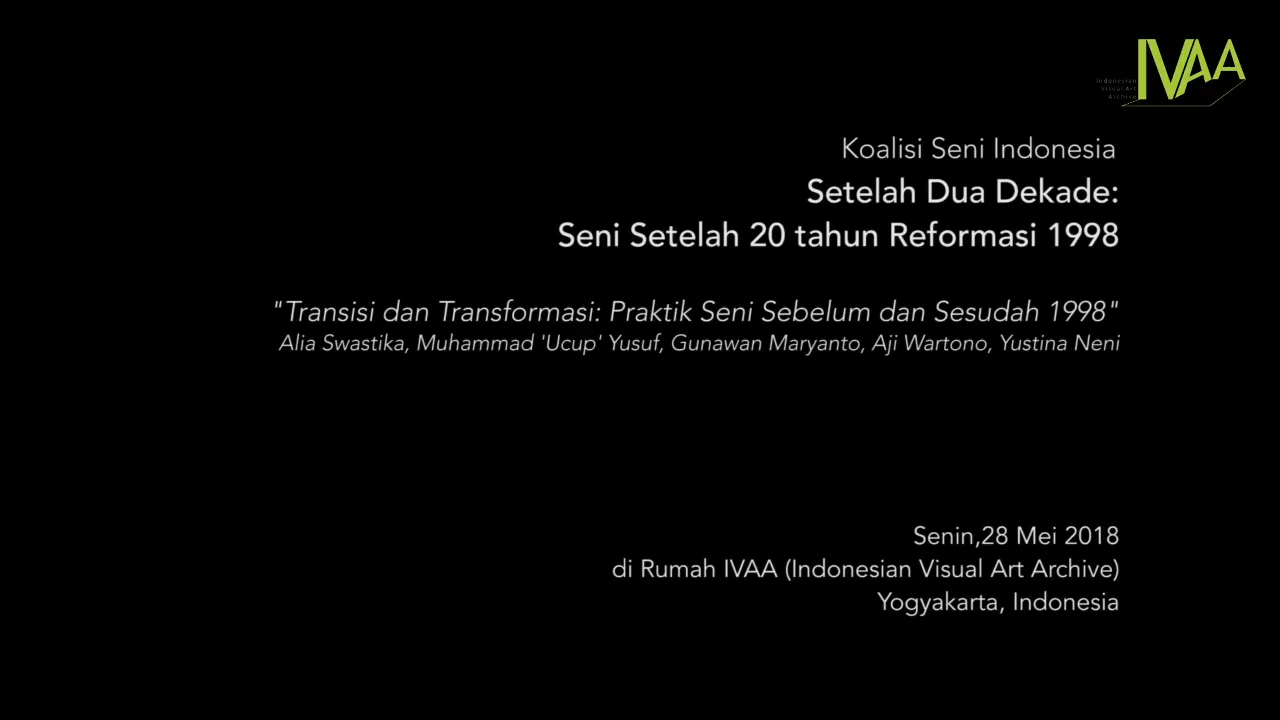 IVAA
Indonesian
Visual Art
Archive
Koalisi Seni Indonesia
Setelah Dua Dekade:
Seni Setelah 20 tahun Reformasi 1998
"Transisi dan Transformasi: Praktik Seni Sebelum dan Sesudah 1998"
Alia Swastika, Muhammad 'Ucup' Yusuf, Gunawan Maryanto, Aji Wartono, Yustina Neni
Senin,28 Mei 2018
di Rumah IVAA (Indonesian Visual Art Archive)
Yogyakarta, Indonesia